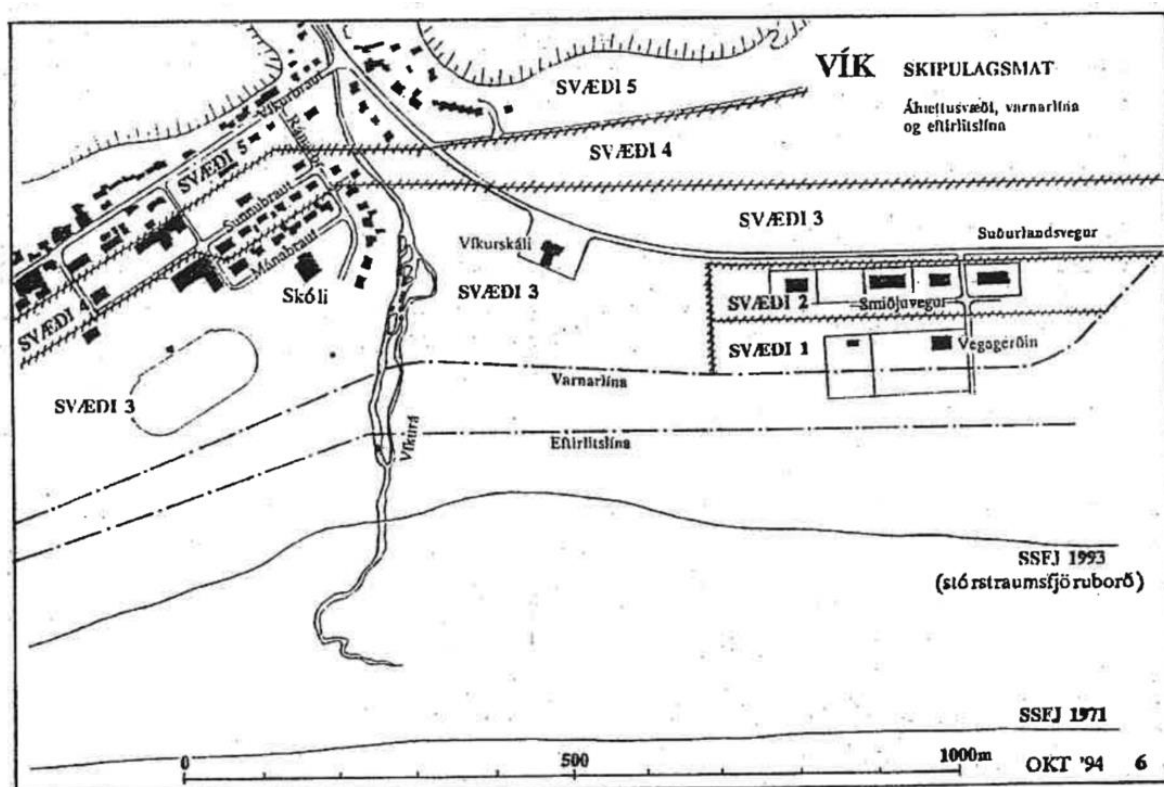 VÍK SKIPULAGSMAT
Áhættusvæði, varnarlína
og eftirlitslína
SVÆÐI 5
SVÆÐI 4
SVÆÐI 3
Suðurlandsvegur
Víkurbraut
SVÆÐI 5
Sunnubraut
Mánabraut
Skóli
SVÆÐI 4
SVÆÐI 3
Víkurskáli
SVÆÐI 3
SVÆÐI 2
Smiðjuvegur
SVÆÐI 1
Vegagerðin
Varnarlína
Eftirlitslína
Víkurá
SSFJ 1993
(stórstraumsfjöruborð)
SSFJ 1971
0 500 1000m
OKT '94 6